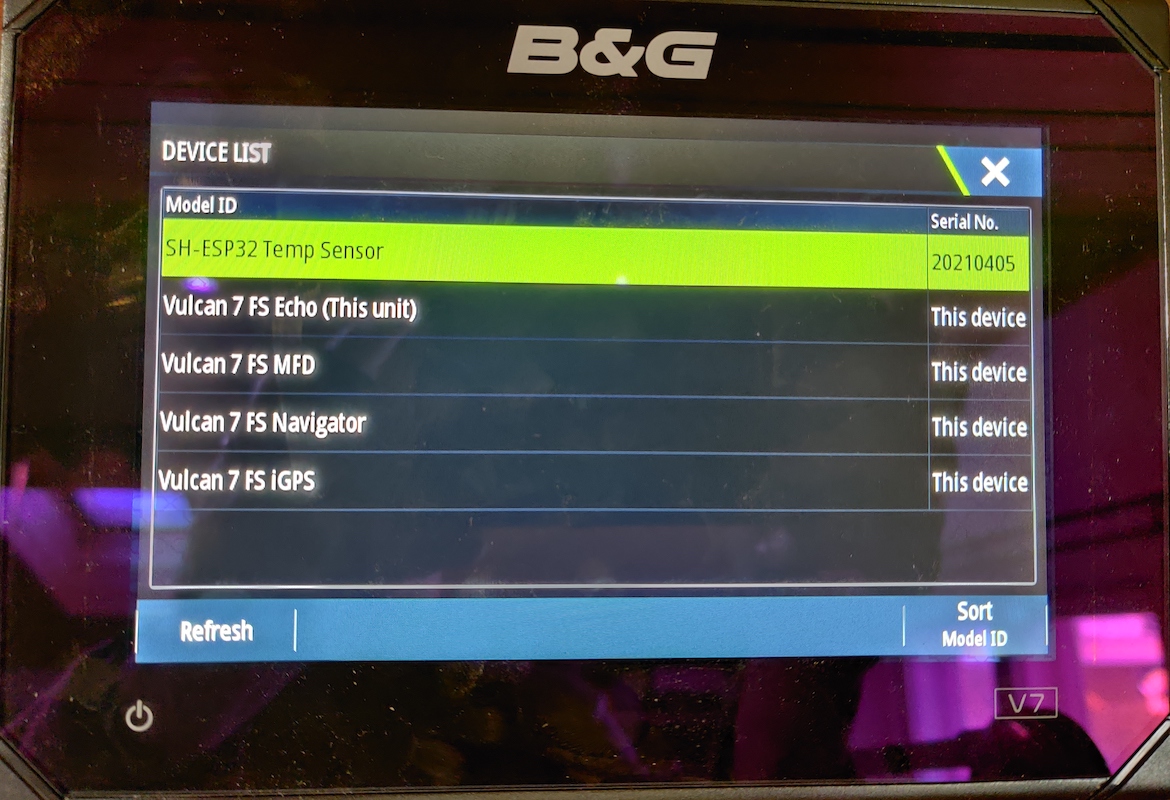 B&G
DEVICE LIST
Model ID Serial No.
SH-ESP32 Temp Sensor 20210405
Vulcan 7 FS Echo (This unit) This device
Vulcan 7 FS MFD This device
Vulcan 7 FS Navigator This device
Vulcan 7 FS iGPS This device
Refresh
Sort
Model ID
V7